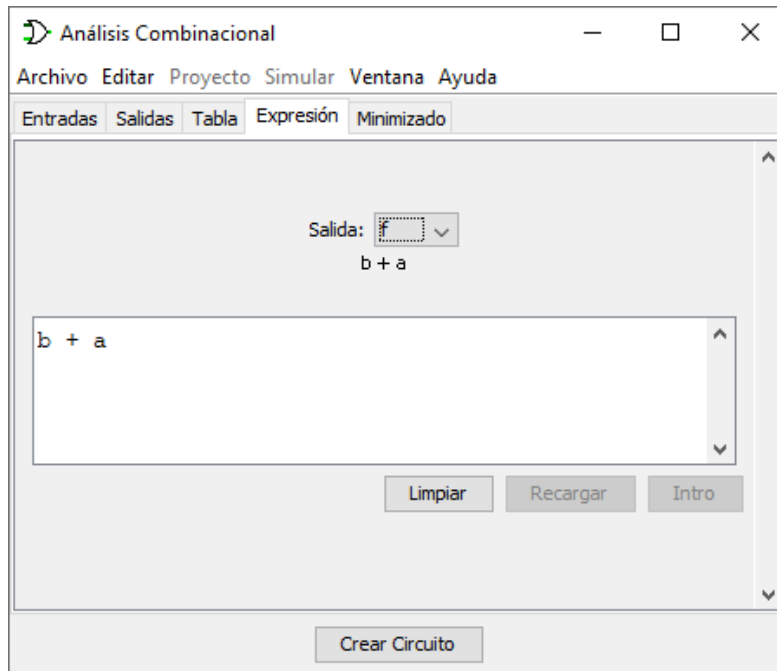 Análisis Combinacional
Archivo Editar Proyecto Simular Ventana Ayuda
Entradas Salidas Tabla Expresión Minimizado
Salida: f
b + a
b + a
Limpiar Recargar Intro
Crear Circuito